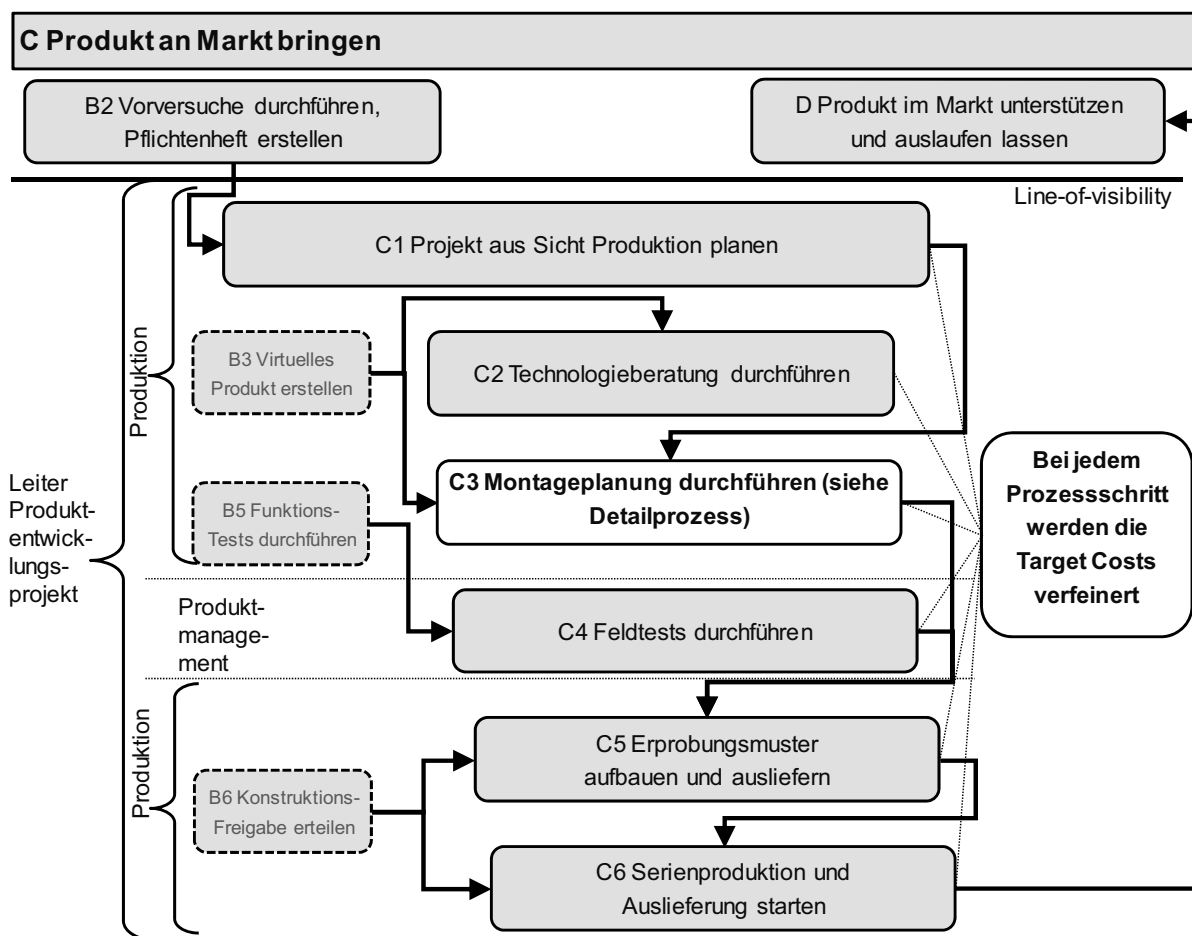 C Produkt an Markt bringen
B2 Vorversuche durchführen,
Pflichtenheft erstellen
D Produkt im Markt unterstützen
und auslaufen lassen
Line-of-visibility
C1 Projekt aus Sicht Produktion planen
Produktion
B3 Virtuelles
Produkt erstellen
C2 Technologieberatung durchführen
Leiter
Produkt-
entwick-
lungs-
projekt
C3 Montageplanung durchführen (siehe
Detailprozess)
Bei jedem
Prozessschritt
werden die
Target Costs
verfeinert
B5 Funktions-
Tests durchführen
Produkt-
manage-
ment
C4 Feldtests durchführen
Produktion
C5 Erprobungsmuster
aufbauen und ausliefern
B6 Konstruktions-
Freigabe erteilen
C6 Serienproduktion und
Auslieferung starten